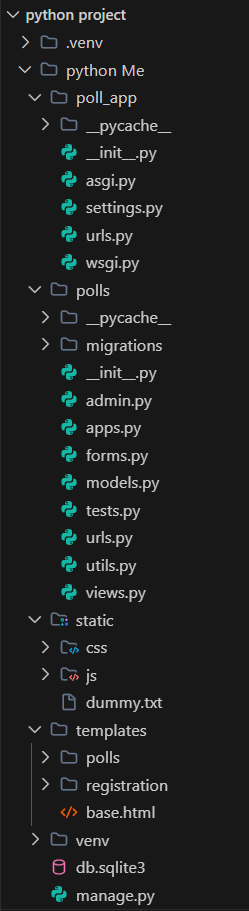 python project
.venv
python Me
poll_app
__pycache__
__init__.py
asgi.py
settings.py
urls.py
wsgi.py
polls
__pycache__
migrations
__init__.py
admin.py
apps.py
forms.py
models.py
tests.py
urls.py
utils.py
views.py
static
css
js
dummy.txt
templates
polls
registration
base.html
venv
db.sqlite3
manage.py